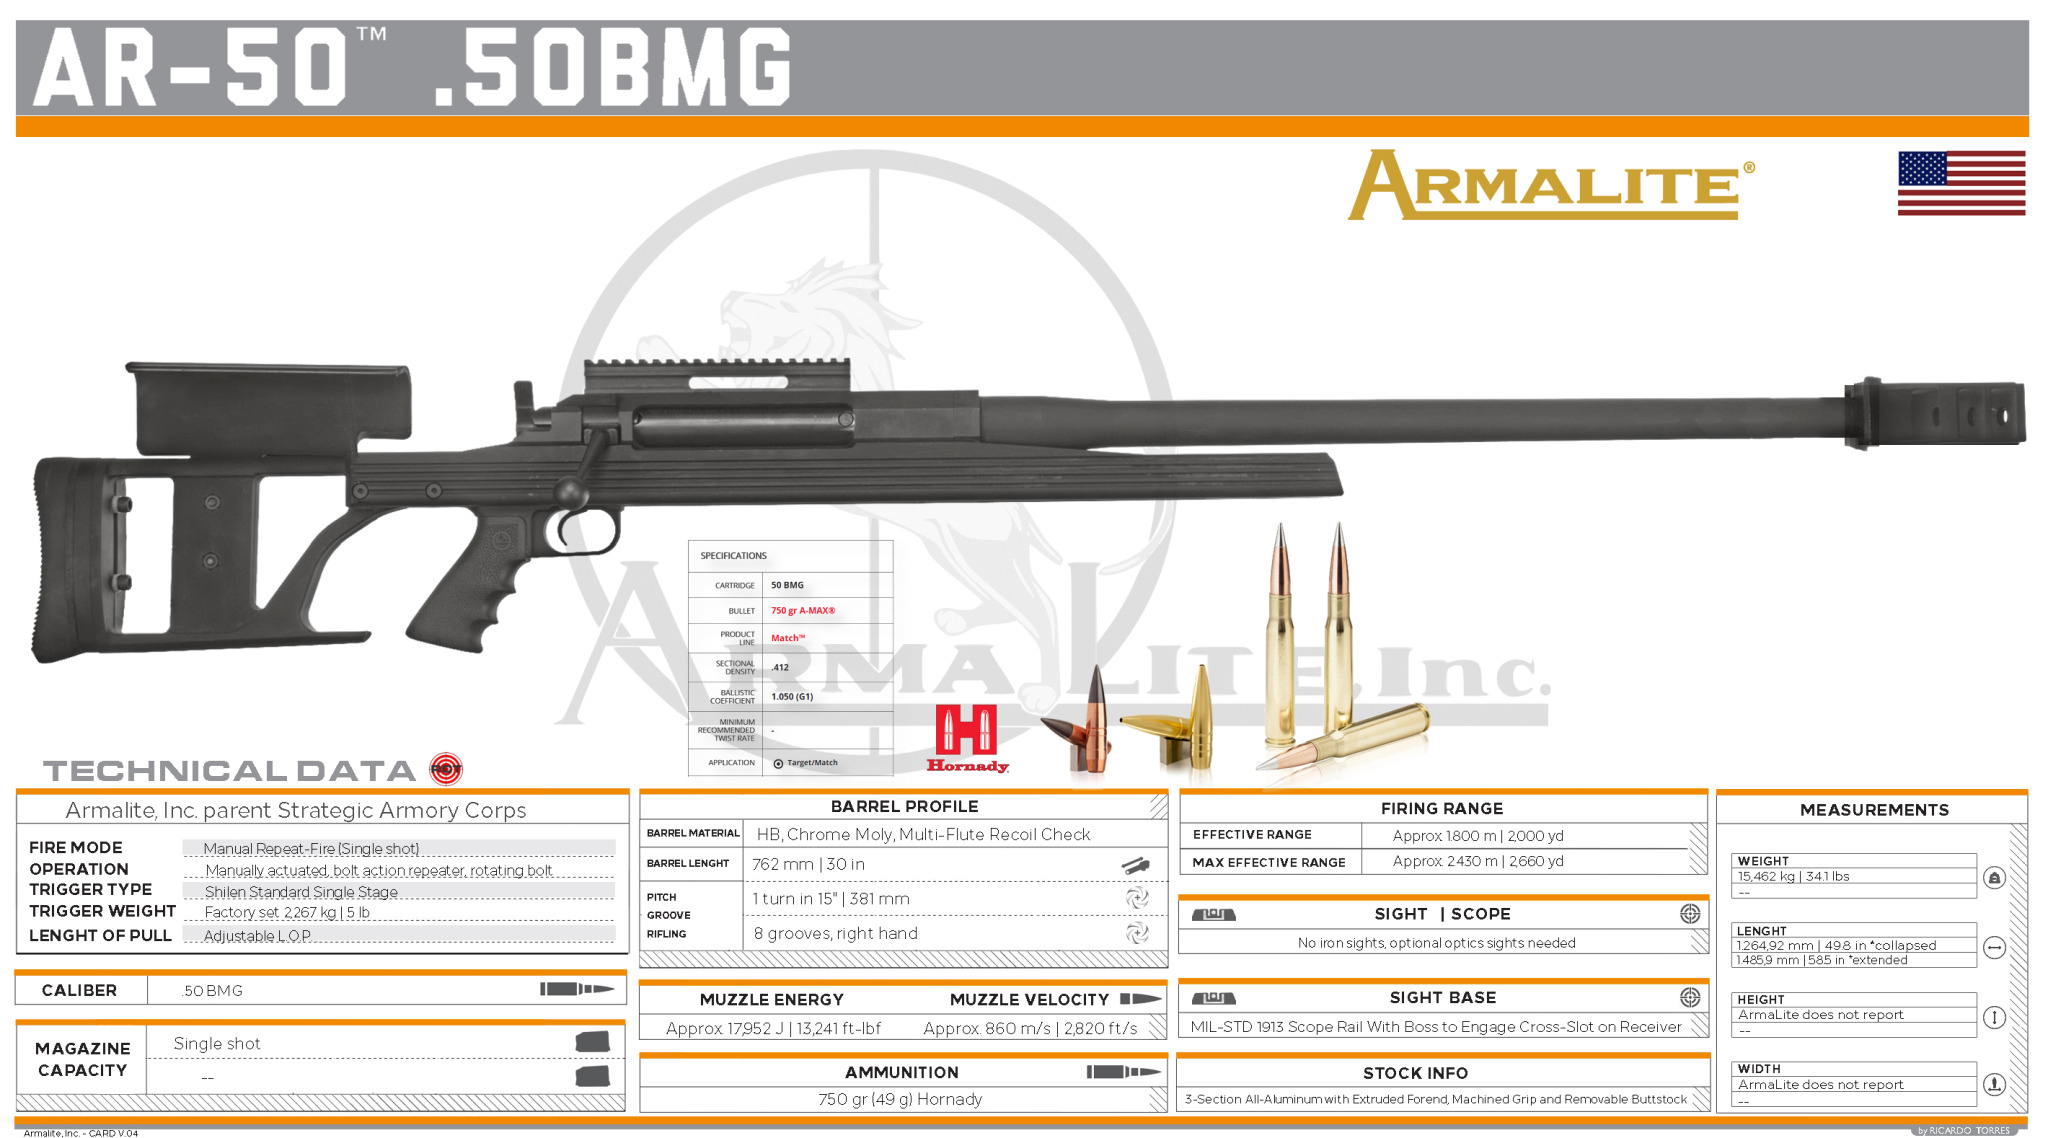 AR-50™ .50BMG
ARMALITE®
SPECIFICATIONS
CARTRIDGE 50 BMG
BULLET 750 gr A-MAX®
PRODUCT LINE Match™
SECTIONAL DENSITY .412
BALLISTIC COEFFICIENT 1.050 (G1)
MINIMUM RECOMMENDED TWIST RATE -
APPLICATION Target/Match
ARMALITE, Inc.
H
Hornady
TECHNICAL DATA
Armalite, Inc. parent Strategic Armory Corps
FIRE MODE Manual Repeat-Fire (Single shot)
OPERATION Manually actuated, bolt action repeater, rotating bolt
TRIGGER TYPE Shilen Standard Single Stage
TRIGGER WEIGHT Factory set 2,267 kg | 5 lb
LENGHT OF PULL Adjustable L.O.P.
CALIBER .50 BMG
MAGAZINE CAPACITY Single shot
--
BARREL PROFILE
BARREL MATERIAL HB, Chrome Moly, Multi-Flute Recoil Check
BARREL LENGHT 762 mm | 30 in
PITCH 1 turn in 15" | 381 mm
GROOVE
RIFLING 8 grooves, right hand
MUZZLE ENERGY MUZZLE VELOCITY
Approx. 17,952 J | 13,241 ft-lbf Approx. 860 m/s | 2,820 ft/s
AMMUNITION
750 gr (49 g) Hornady
FIRING RANGE
EFFECTIVE RANGE Approx. 1.800 m | 2,000 yd
MAX EFFECTIVE RANGE Approx. 2.430 m | 2,660 yd
SIGHT | SCOPE
No iron sights, optional optics sights needed
SIGHT BASE
MIL-STD 1913 Scope Rail With Boss to Engage Cross-Slot on Receiver
STOCK INFO
3-Section All-Aluminum with Extruded Forend, Machined Grip and Removable Buttstock
MEASUREMENTS
WEIGHT
15,462 kg | 34.1 lbs
--
LENGHT
1.264,92 mm | 49.8 in *collapsed
1.485,9 mm | 58.5 in *extended
HEIGHT
ArmaLite does not report
--
WIDTH
ArmaLite does not report
--
Armalite, Inc. - CARD V.04
by RICARDO TORRES